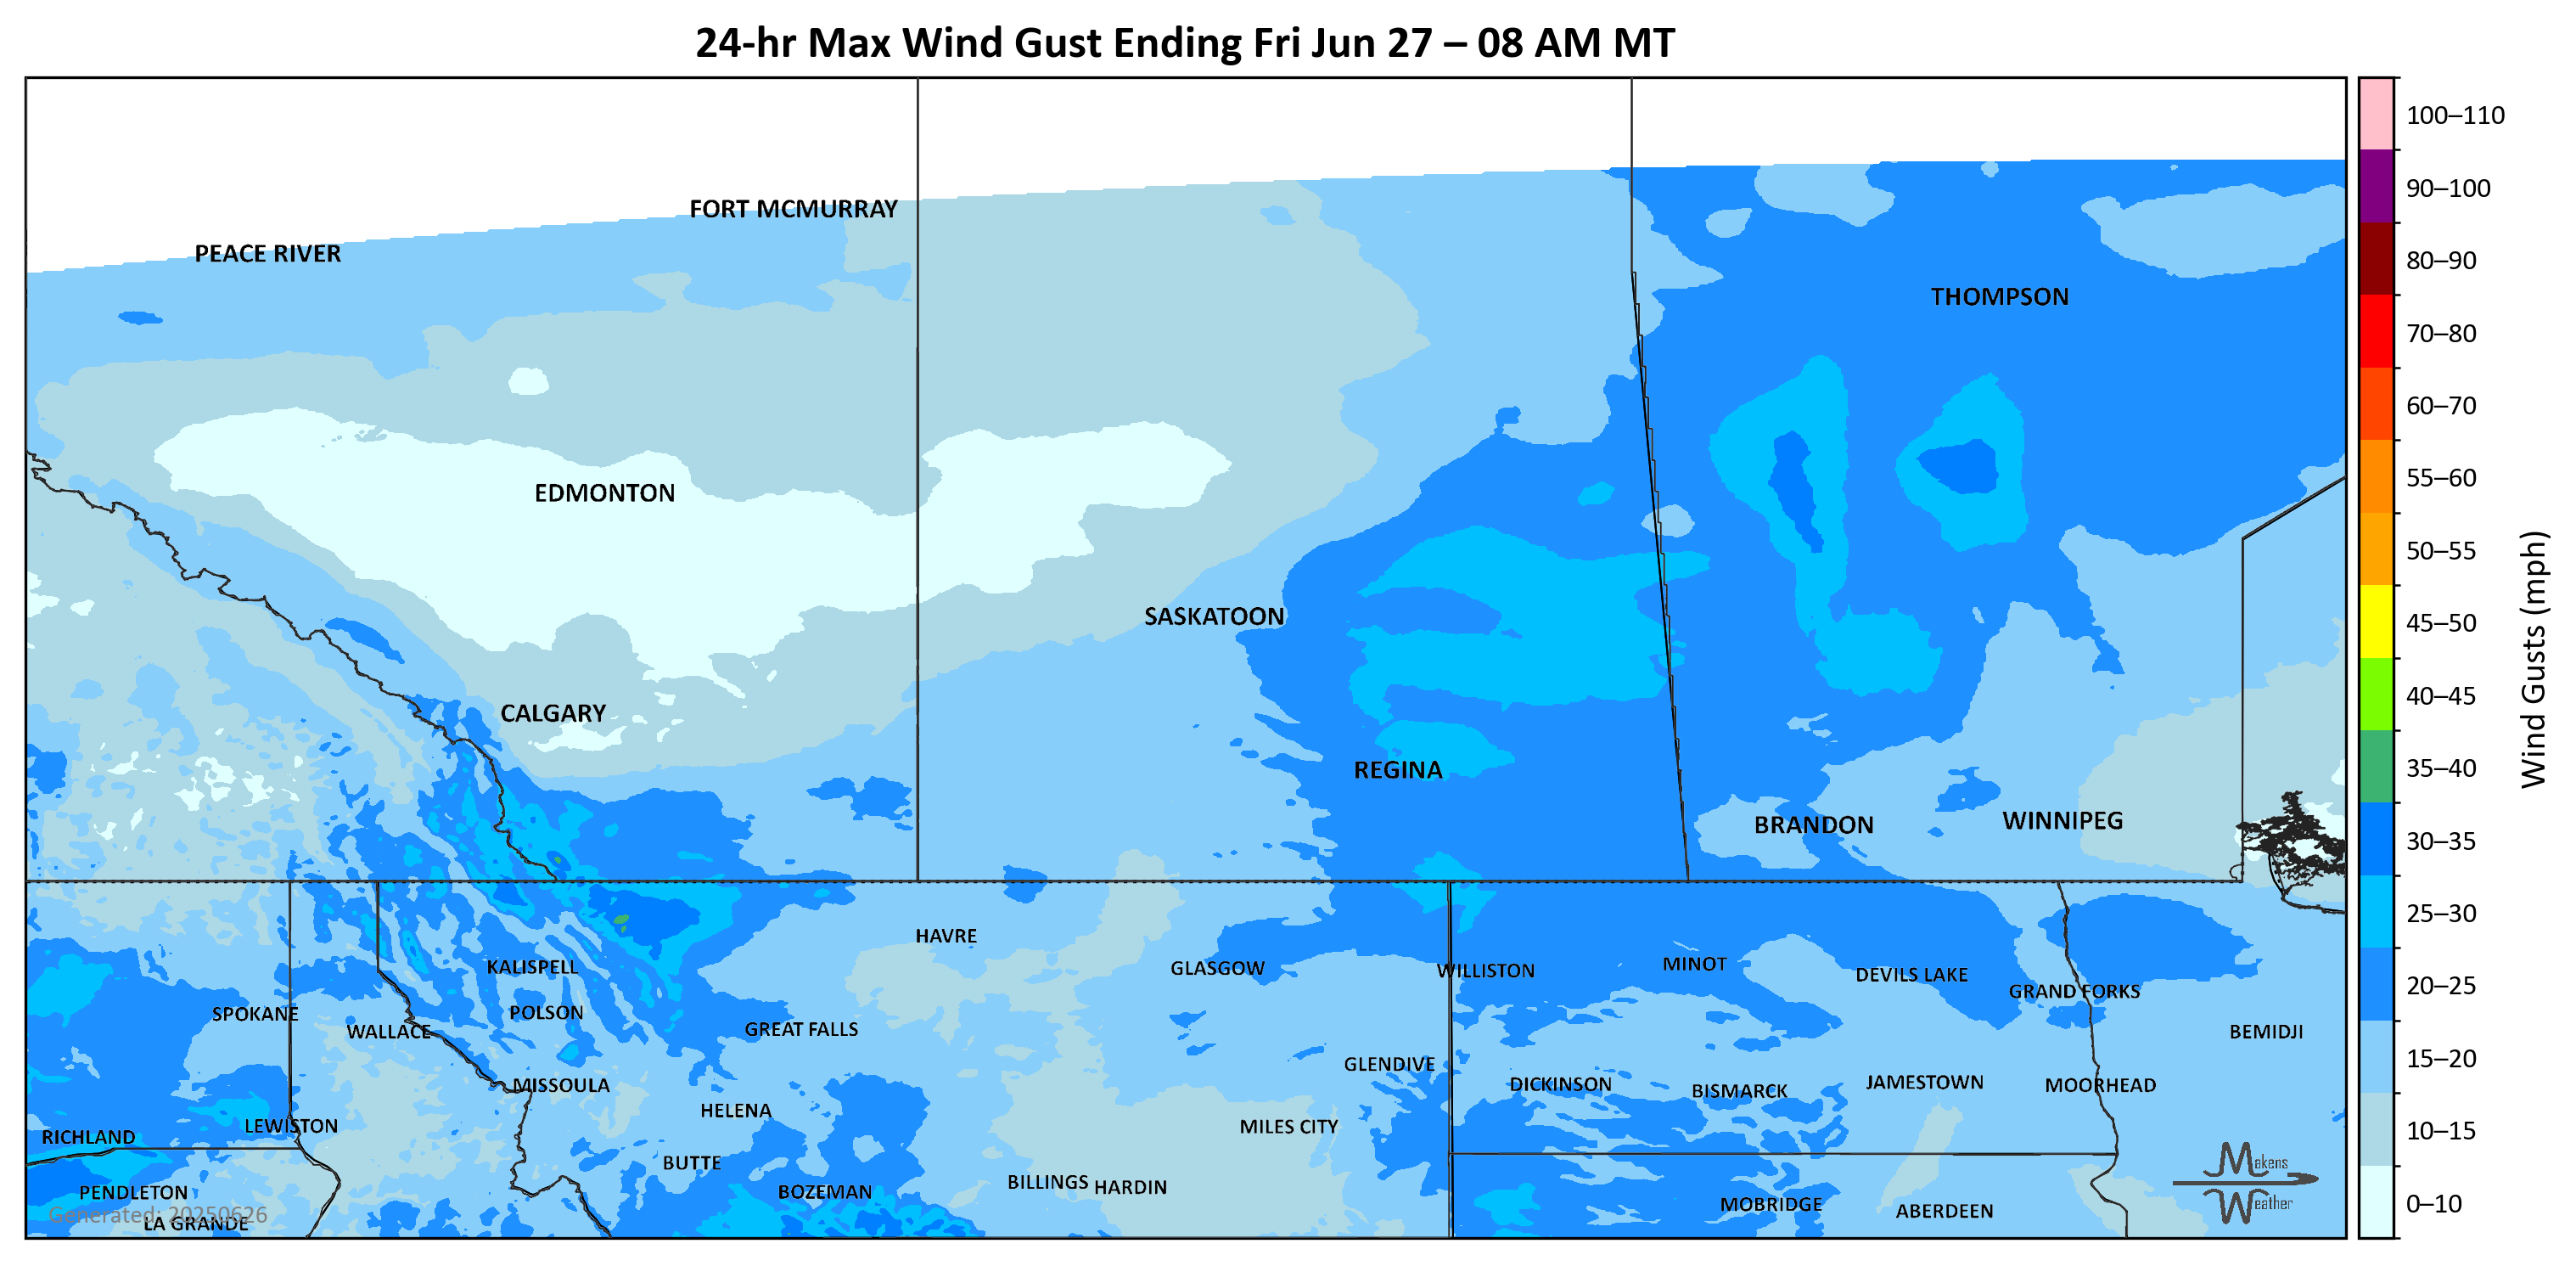 24-hr Max Wind Gust Ending Fri Jun 27 – 08 AM MT
FORT MCMURRAY
PEACE RIVER
THOMPSON
EDMONTON
SASKATOON
CALGARY
REGINA
BRANDON
WINNIPEG
HAVRE
KALISPELL
GLASGOW
WILLISTON
MINOT
DEVILS LAKE
GRAND FORKS
SPOKANE
POLSON
WALLACE
GREAT FALLS
BEMIDJI
GLENDIVE
MISSOULA
DICKINSON
BISMARCK
JAMESTOWN
MOORHEAD
HELENA
LEWISTON
MILES CITY
RICHLAND
BUTTE
BILLINGS
HARDIN
PENDLETON
BOZEMAN
MOBRIDGE
ABERDEEN
Generated: 20250626
LA GRANDE
Makens
Weather
100–110
90–100
80–90
70–80
60–70
55–60
50–55
45–50
40–45
35–40
30–35
25–30
20–25
15–20
10–15
0–10
Wind Gusts (mph)